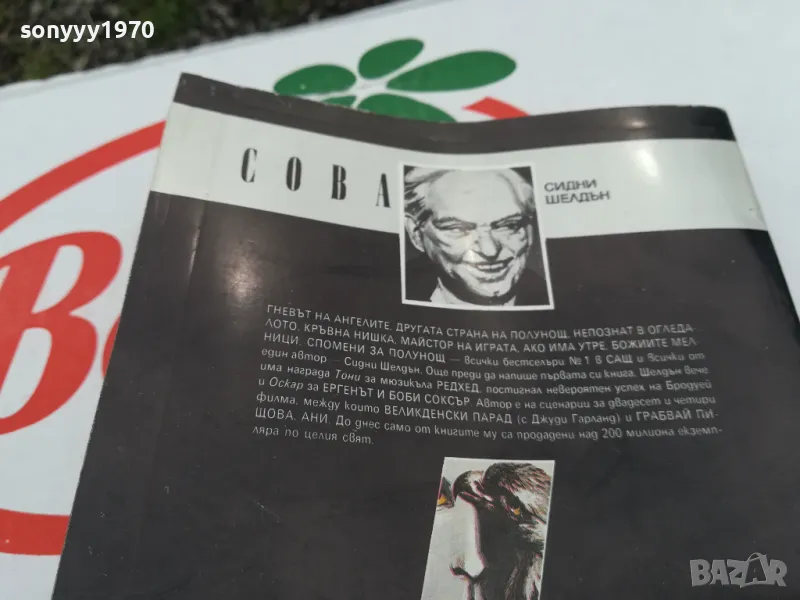 sonyyy1970
СОВА
СИДНИ
ШЕЛДЪН
ГНЕВЪТ НА АНГЕЛИТЕ, ДРУГАТА СТРАНА НА ПОЛУНОЩ, НЕПОЗНАТ В ОГЛЕДА-
ЛОТО, КРЪВНА НИШКА, МАЙСТОР НА ИГРАТА, АКО ИМА УТРЕ, БОЖИИТЕ МЕЛ-
НИЦИ, СПОМЕНИ ЗА ПОЛУНОЩ — всички бестселъри №1 в САЩ и всички от
един автор — Сидни Шелдън. Още преди да напише първата си книга, Шелдън вече
има награда Тони за мюзикъла РЕДХЕД, постигнал невероятен успех на Бродуей
и Оскар за ЕРГЕНЪТ И БОБИ СОКСЪР. Автор е на сценарии за двадесет и четири
филма, между които ВЕЛИКДЕНСКИ ПАРАД (с Джуди Гарланд) и ГРАБВАЙ ПИ-
ЩОВА, АНИ. До днес само от книгите му са продадени над 200 милиона екземп-
ляра по целия свят.
BAZAR